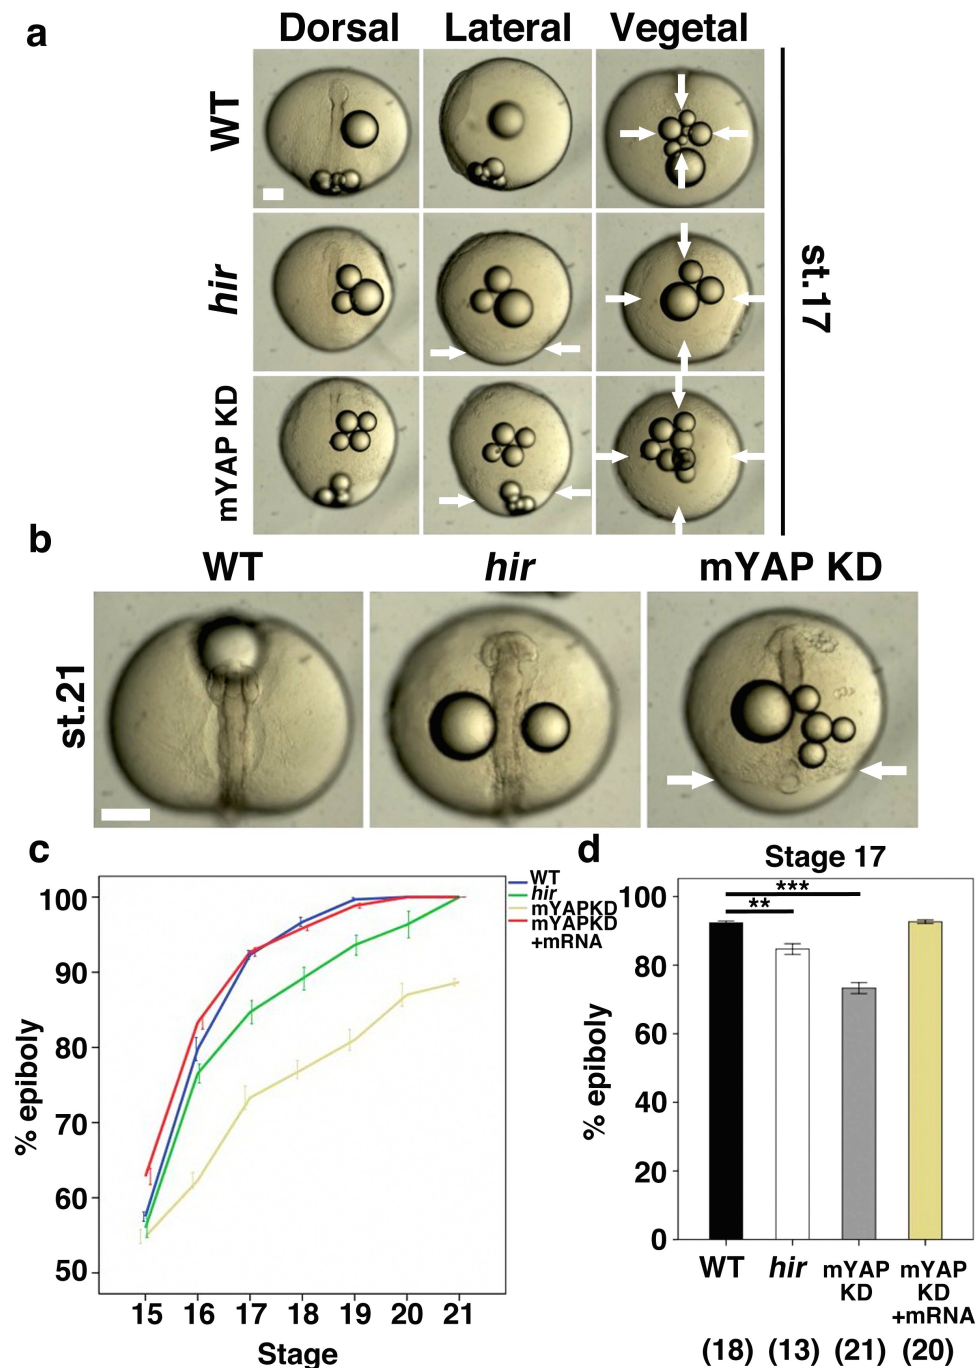 a
Dorsal Lateral Vegetal
WT
hir
mYAP KD
st.17
b
WT hir mYAP KD
st.21
c
% epiboly
100
90
80
70
60
50
15 16 17 18 19 20 21
Stage
WT
hir
mYAPKD
mYAPKD
+mRNA
d
Stage 17
***
**
% epiboly
100
80
60
40
20
0
WT hir mYAP mYAP
KD KD
+mRNA
(18) (13) (21) (20)